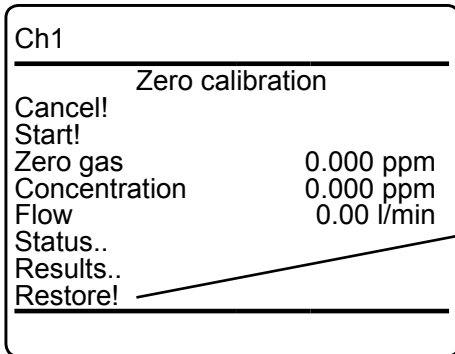 Ch1
Zero calibration
Cancel!
Start!
Zero gas 0.000 ppm
Concentration 0.000 ppm
Flow 0.00 l/min
Status..
Results..
Restore!